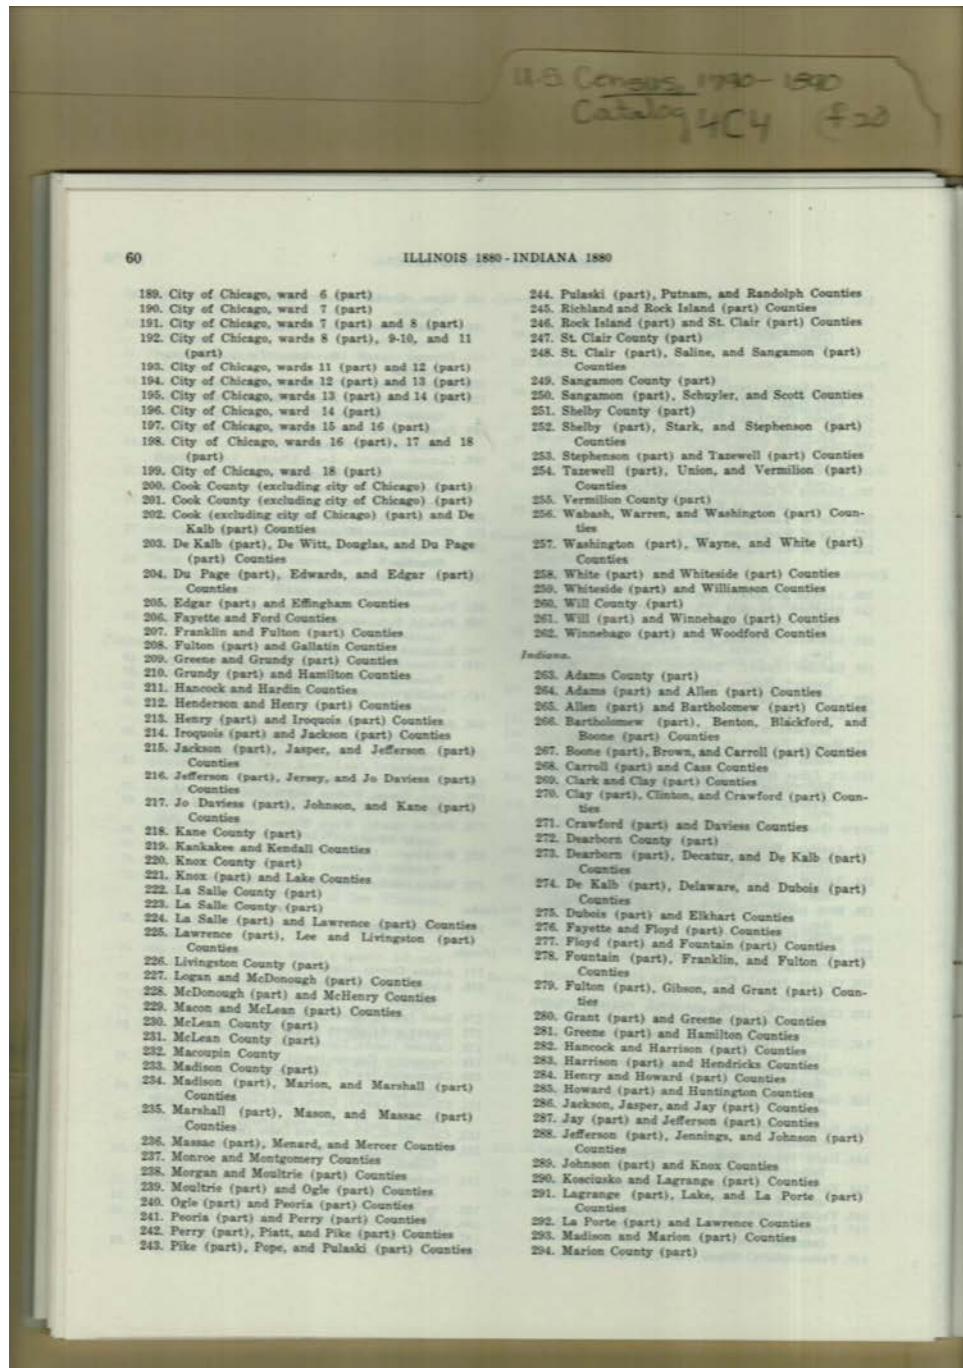 U.S. Census, 1790-1890
Catalog 4C4 f20
60
ILLINOIS 1880-INDIANA 1880
189. City of Chicago, ward 6 (part)
190. City of Chicago, ward 7 (part)
191. City of Chicago, wards 7 (part) and 8 (part)
192. City of Chicago, wards 8 (part), 9-10, and 11
(part)
193. City of Chicago, wards 11 (part) and 12 (part)
194. City of Chicago, wards 12 (part) and 13 (part)
195. City of Chicago, wards 13 (part) and 14 (part)
196. City of Chicago, ward 14 (part)
197. City of Chicago, wards 15 and 16 (part)
198. City of Chicago, wards 16 (part), 17 and 18
(part)
199. City of Chicago, ward 18 (part)
200. Cook County (excluding city of Chicago) (part)
201. Cook County (excluding city of Chicago) (part)
202. Cook (excluding city of Chicago) (part) and De
Kalb (part) Counties
203. De Kalb (part), De Witt, Douglas, and Du Page
(part) Counties
204. Du Page (part), Edwards, and Edgar (part)
Counties
205. Edgar (part) and Effingham Counties
206. Fayette and Ford Counties
207. Franklin and Fulton (part) Counties
208. Fulton (part) and Gallatin Counties
209. Greene and Grundy (part) Counties
210. Grundy (part) and Hamilton Counties
211. Hancock and Hardin Counties
212. Henderson and Henry (part) Counties
213. Henry (part) and Iroquois (part) Counties
214. Iroquois (part) and Jackson (part) Counties
215. Jackson (part), Jasper, and Jefferson (part)
Counties
216. Jefferson (part), Jersey, and Jo Daviess (part)
Counties
217. Jo Daviess (part), Johnson, and Kane (part)
Counties
218. Kane County (part)
219. Kankakee and Kendall Counties
220. Knox County (part)
221. Knox (part) and Lake Counties
222. La Salle County (part)
223. La Salle County (part)
224. La Salle (part) and Lawrence (part) Counties
225. Lawrence (part), Lee and Livingston (part)
Counties
226. Livingston County (part)
227. Logan and McDonough (part) Counties
228. McDonough (part) and McHenry Counties
229. Macon and McLean (part) Counties
230. McLean County (part)
231. McLean County (part)
232. Macoupin County
233. Madison County (part)
234. Madison (part), Marion, and Marshall (part)
Counties
235. Marshall (part), Mason, and Massac (part)
Counties
236. Massac (part), Menard, and Mercer Counties
237. Monroe and Montgomery Counties
238. Morgan and Moultrie (part) Counties
239. Moultrie (part) and Ogle (part) Counties
240. Ogle (part) and Peoria (part) Counties
241. Peoria (part) and Perry (part) Counties
242. Perry (part), Piatt, and Pike (part) Counties
243. Pike (part), Pope, and Pulaski (part) Counties
244. Pulaski (part), Putnam, and Randolph Counties
245. Richland and Rock Island (part) Counties
246. Rock Island (part) and St. Clair (part) Counties
247. St. Clair County (part)
248. St. Clair (part), Saline, and Sangamon (part)
Counties
249. Sangamon County (part)
250. Sangamon (part), Schuyler, and Scott Counties
251. Shelby County (part)
252. Shelby (part), Stark, and Stephenson (part)
Counties
253. Stephenson (part) and Tazewell (part) Counties
254. Tazewell (part), Union, and Vermilion (part)
Counties
255. Vermilion County (part)
256. Wabash, Warren, and Washington (part) Coun-
ties
257. Washington (part), Wayne, and White (part)
Counties
258. White (part) and Whiteside (part) Counties
259. Whiteside (part) and Williamson Counties
260. Will County (part)
261. Will (part) and Winnebago (part) Counties
262. Winnebago (part) and Woodford Counties
Indiana.
263. Adams County (part)
264. Adams (part) and Allen (part) Counties
265. Allen (part) and Bartholomew (part) Counties
266. Bartholomew (part), Benton, Blackford, and
Boone (part) Counties
267. Boone (part), Brown, and Carroll (part) Counties
268. Carroll (part) and Cass Counties
269. Clark and Clay (part) Counties
270. Clay (part), Clinton, and Crawford (part) Coun-
ties
271. Crawford (part) and Daviess Counties
272. Dearborn County (part)
273. Dearborn (part), Decatur, and De Kalb (part)
Counties
274. De Kalb (part), Delaware, and Dubois (part)
Counties
275. Dubois (part) and Elkhart Counties
276. Fayette and Floyd (part) Counties
277. Floyd (part) and Fountain (part) Counties
278. Fountain (part), Franklin, and Fulton (part)
Counties
279. Fulton (part), Gibson, and Grant (part) Coun-
ties
280. Grant (part) and Greene (part) Counties
281. Greene (part) and Hamilton Counties
282. Hancock and Harrison (part) Counties
283. Harrison (part) and Hendricks Counties
284. Henry and Howard (part) Counties
285. Howard (part) and Huntington Counties
286. Jackson, Jasper, and Jay (part) Counties
287. Jay (part) and Jefferson (part) Counties
288. Jefferson (part), Jennings, and Johnson (part)
Counties
289. Johnson (part) and Knox Counties
290. Kosciusko and Lagrange (part) Counties
291. Lagrange (part), Lake, and La Porte (part)
Counties
292. La Porte (part) and Lawrence Counties
293. Madison and Marion (part) Counties
294. Marion County (part)